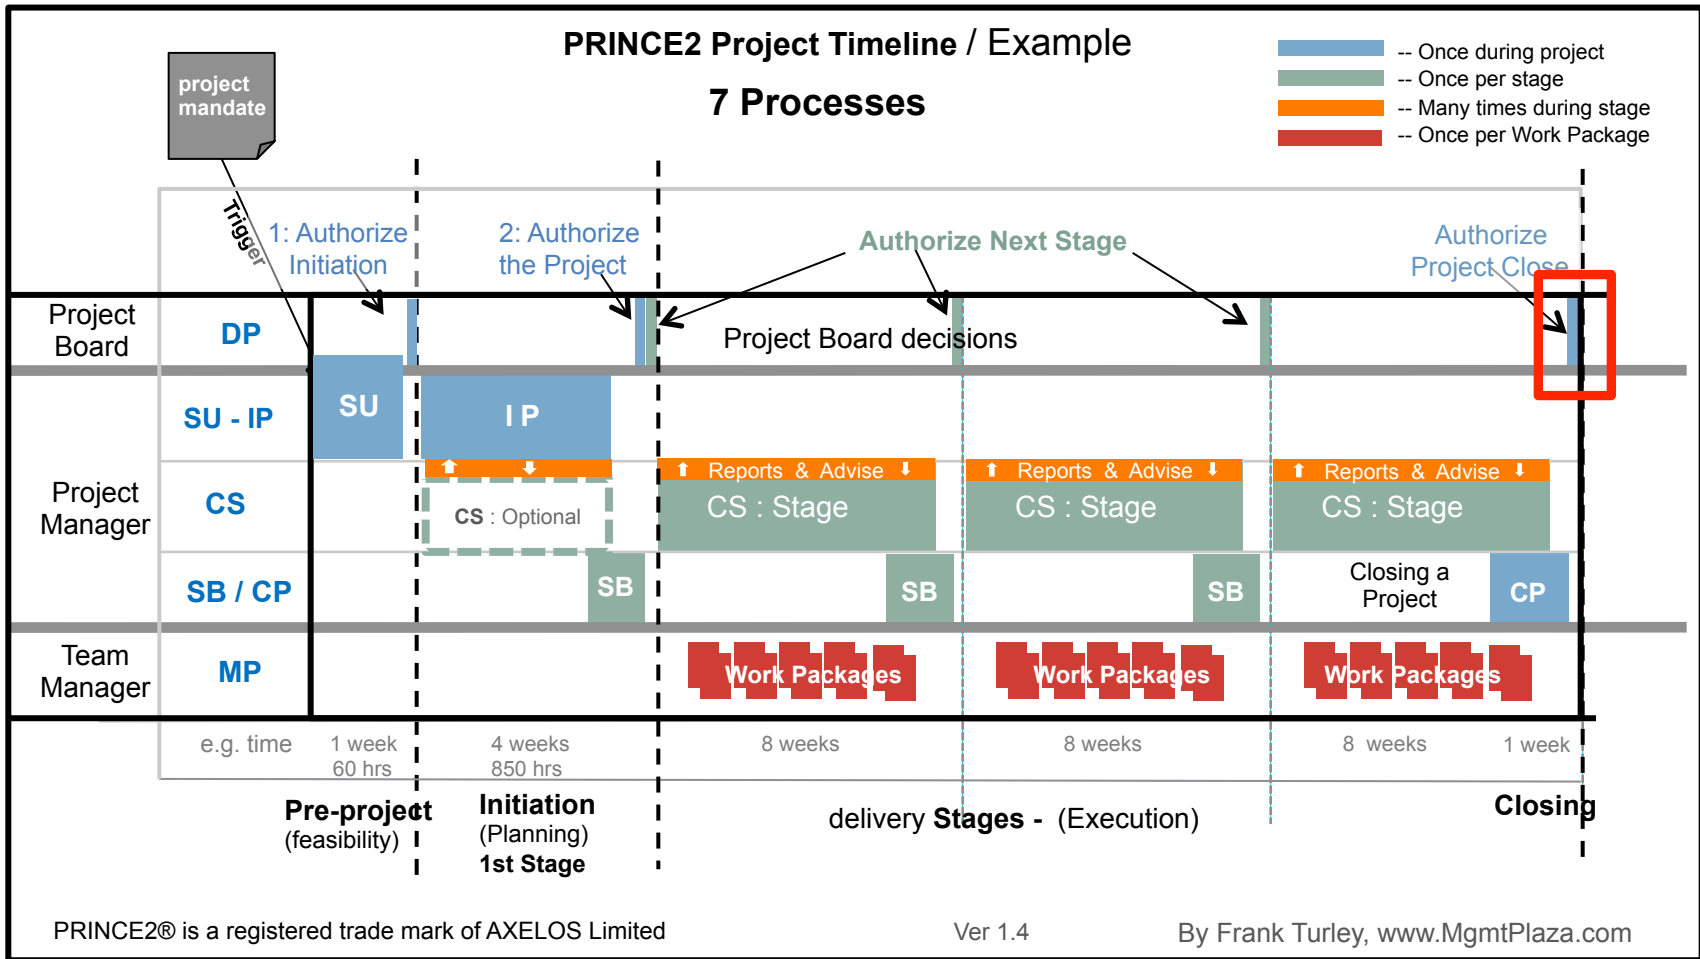 PRINCE2 Project Timeline / Example
7 Processes
-- Once during project
-- Once per stage
-- Many times during stage
-- Once per Work Package
project
mandate
Trigger
1: Authorize
Initiation
2: Authorize
the Project
Authorize Next Stage
Authorize
Project Close
Project
Board
DP
Project Board decisions
SU - IP
SU
I P
Project
Manager
CS
CS : Optional
Reports & Advise
CS : Stage
Reports & Advise
CS : Stage
Reports & Advise
CS : Stage
SB / CP
SB
SB
SB
Closing a
Project
CP
Team
Manager
MP
Work Packages
Work Packages
Work Packages
e.g. time
1 week
60 hrs
4 weeks
850 hrs
8 weeks
8 weeks
8 weeks
1 week
Pre-project
(feasibility)
Initiation
(Planning)
1st Stage
delivery Stages - (Execution)
Closing
PRINCE2® is a registered trade mark of AXELOS Limited
Ver 1.4
By Frank Turley, www.MgmtPlaza.com